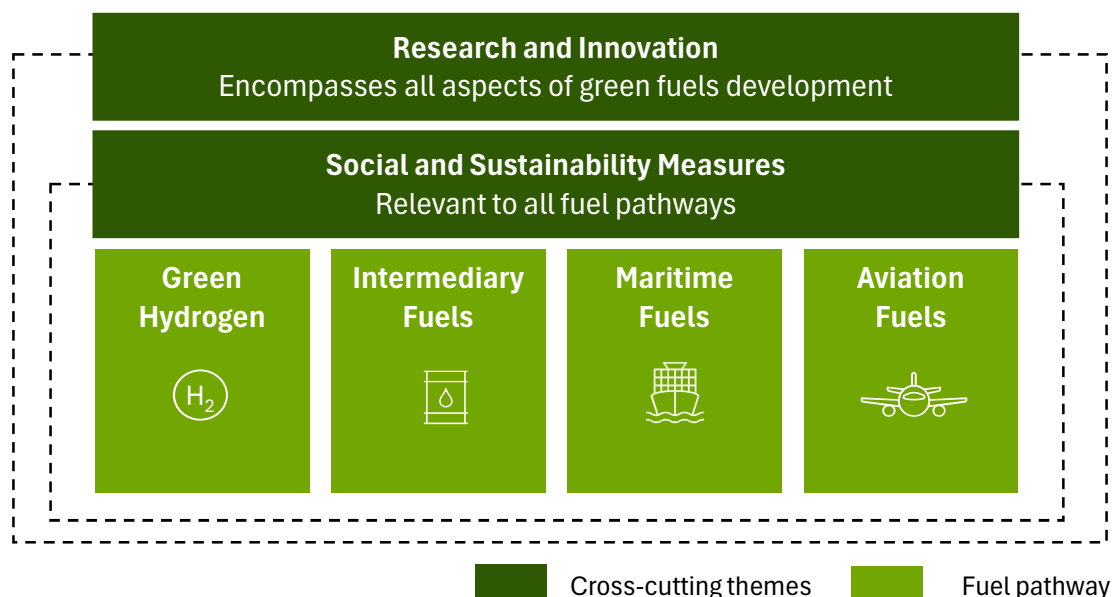 Research and Innovation
Encompasses all aspects of green fuels development
Social and Sustainability Measures
Relevant to all fuel pathways
Green
Hydrogen
H₂
Intermediary
Fuels
Maritime
Fuels
Aviation
Fuels
Cross-cutting themes
Fuel pathway